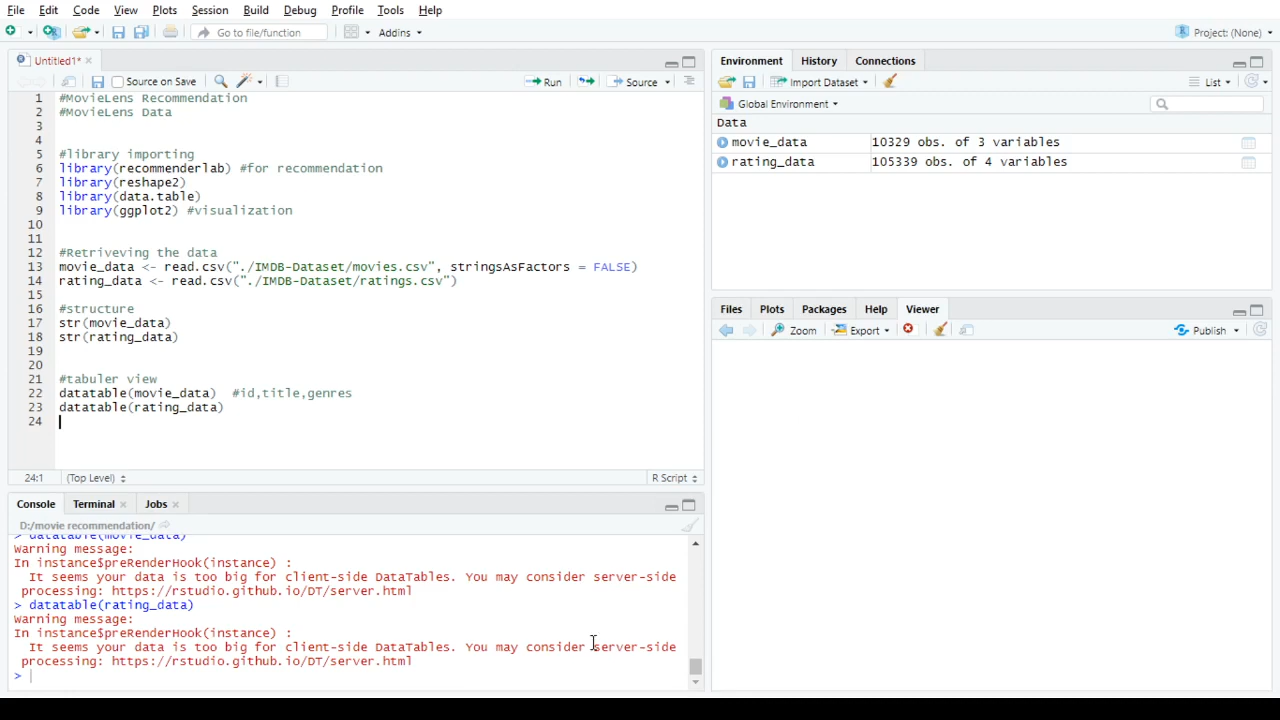 File Edit Code View Plots Session Build Debug Profile Tools Help
Go to file/function Addins Project: (None)
Untitled1*
Source on Save Run Source
1 #MovieLens Recommendation
2 #MovieLens Data
3
4
5 #library importing
6 library(recommenderlab) #for recommendation
7 library(reshape2)
8 library(data.table)
9 library(ggplot2) #visualization
10
11
12 #Retriveving the data
13 movie_data <- read.csv("./IMDB-Dataset/movies.csv", stringsAsFactors = FALSE)
14 rating_data <- read.csv("./IMDB-Dataset/ratings.csv")
15
16 #structure
17 str(movie_data)
18 str(rating_data)
19
20
21 #tabuler view
22 datatable(movie_data) #id,title,genres
23 datatable(rating_data)
24
24:1 (Top Level) R Script
Console Terminal Jobs
D:/movie recommendation/
> datatable(movie_data)
Warning message:
In instance$preRenderHook(instance) :
It seems your data is too big for client-side DataTables. You may consider server-side
processing: https://rstudio.github.io/DT/server.html
> datatable(rating_data)
Warning message:
In instance$preRenderHook(instance) :
It seems your data is too big for client-side DataTables. You may consider server-side
processing: https://rstudio.github.io/DT/server.html
>
Environment History Connections
Import Dataset List
Global Environment
Data
movie_data 10329 obs. of 3 variables
rating_data 105339 obs. of 4 variables
Files Plots Packages Help Viewer
Zoom Export Publish